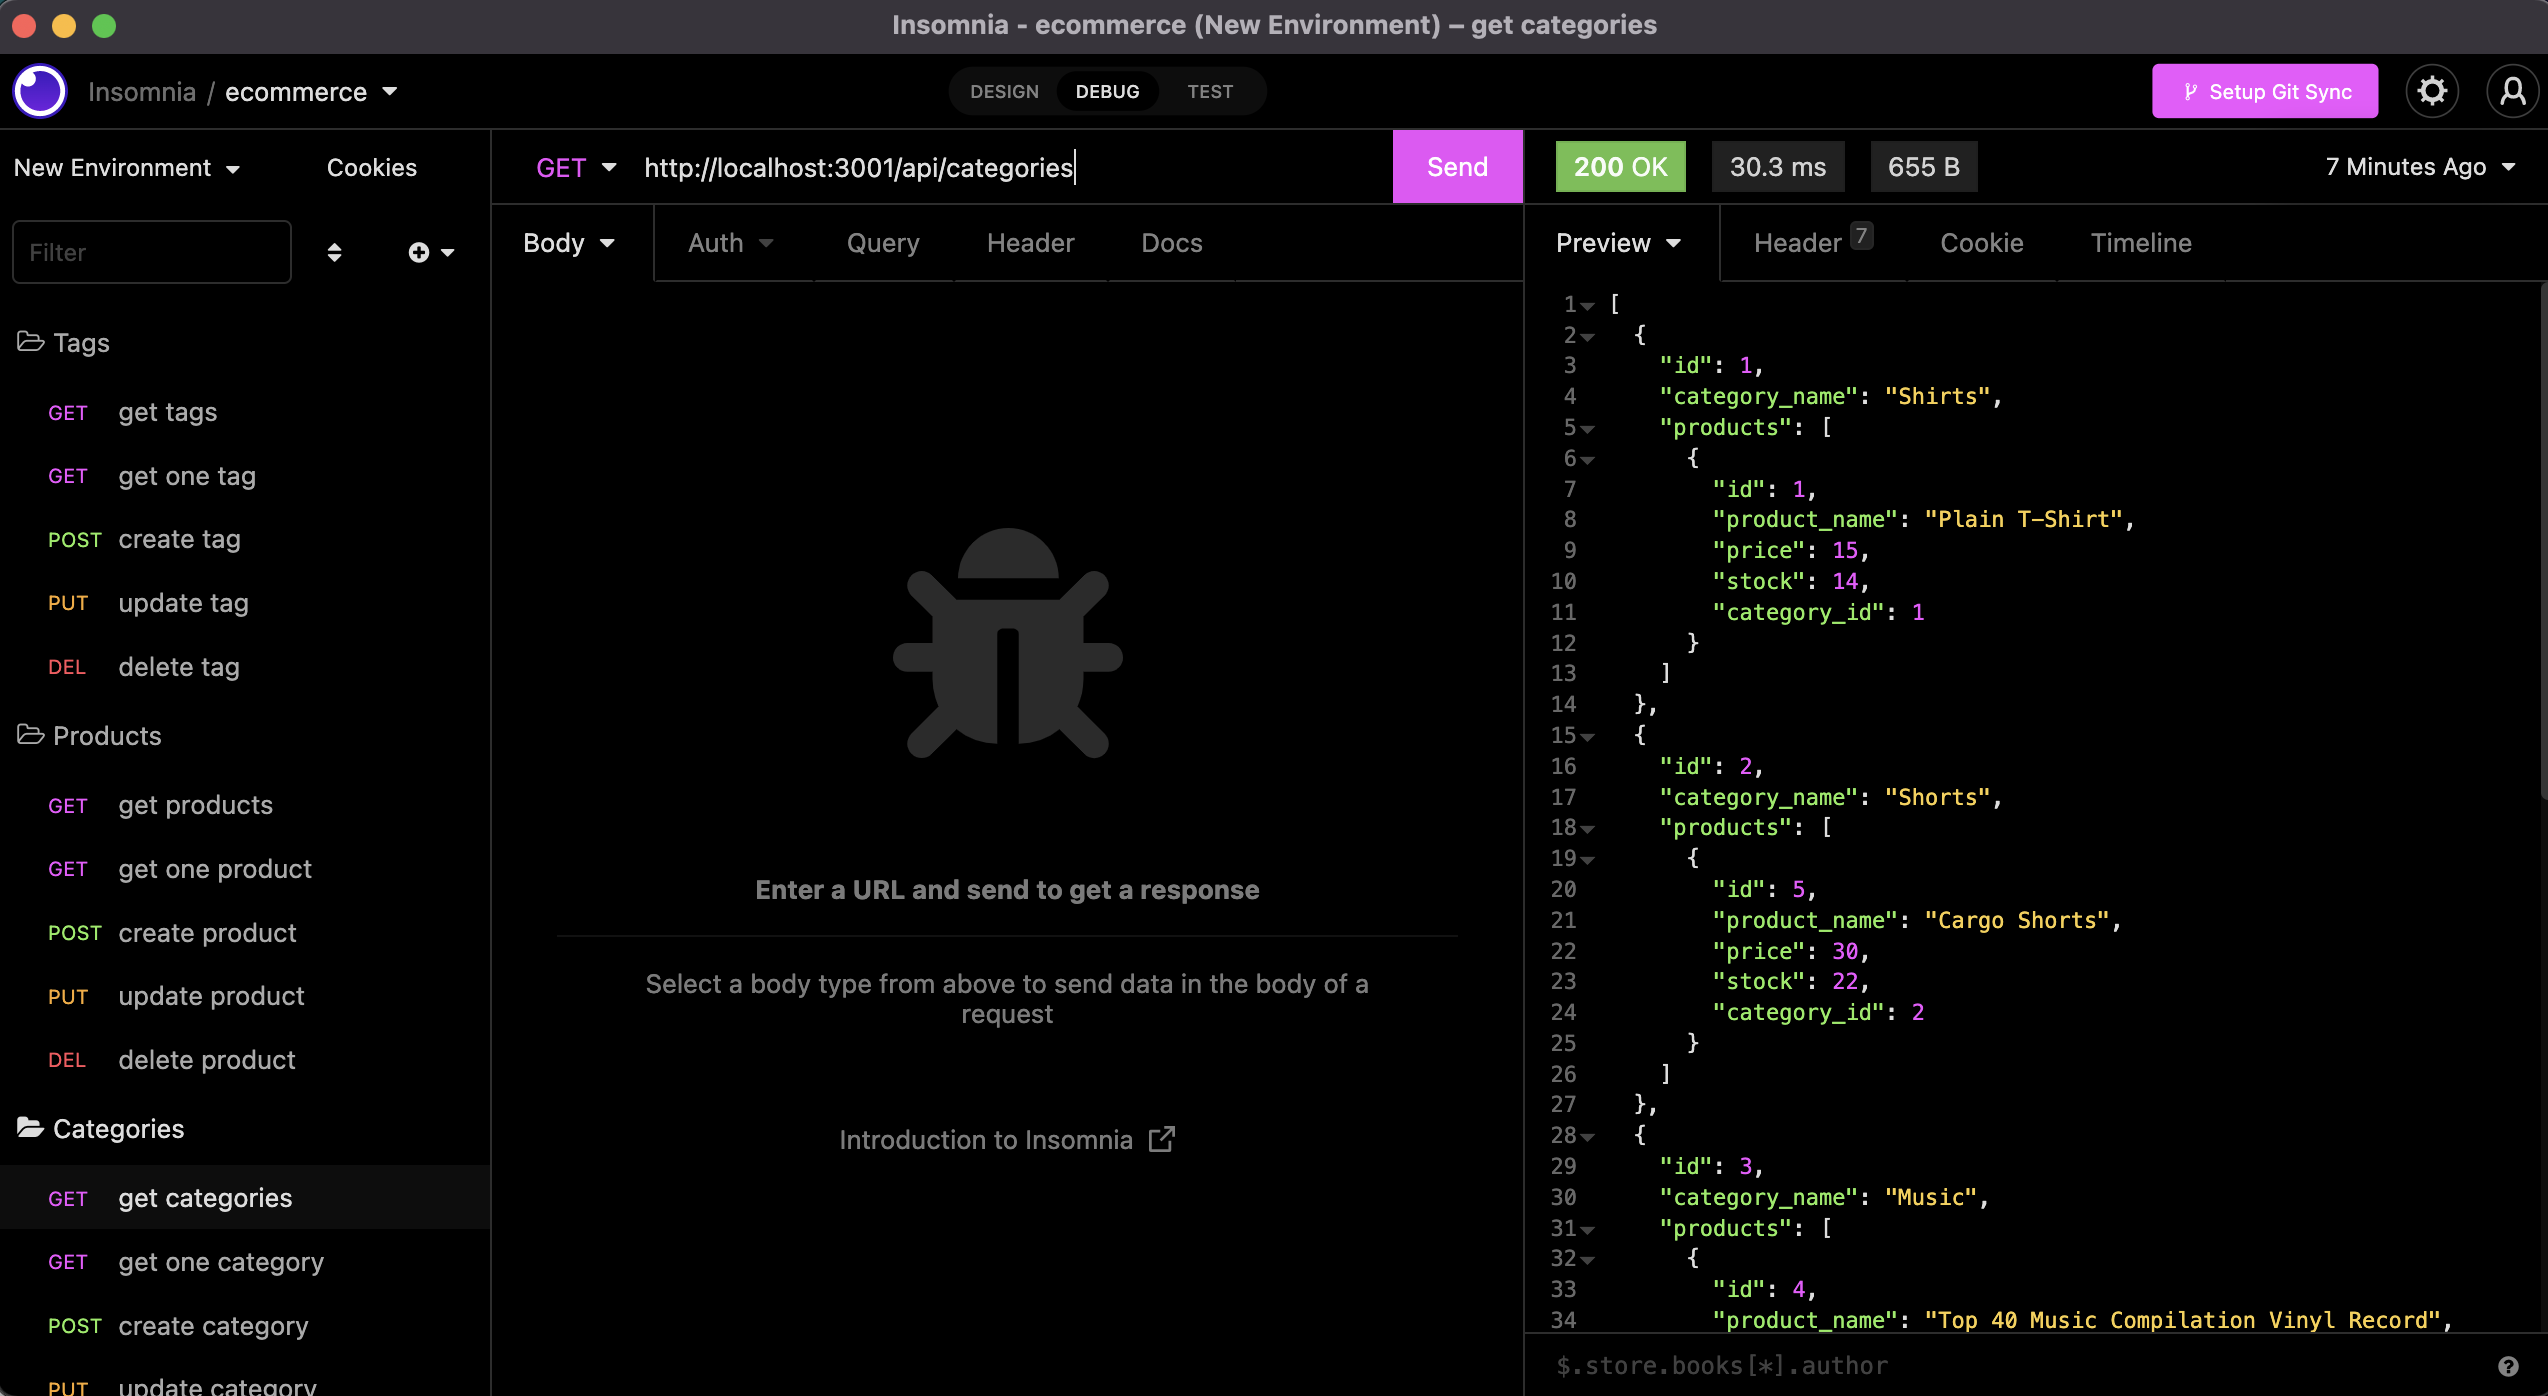 Insomnia - ecommerce (New Environment) – get categories
Insomnia / ecommerce
DESIGN DEBUG TEST
Setup Git Sync
New Environment Cookies
Filter
Tags
GET get tags
GET get one tag
POST create tag
PUT update tag
DEL delete tag
Products
GET get products
GET get one product
POST create product
PUT update product
DEL delete product
Categories
GET get categories
GET get one category
POST create category
PUT update category
GET http://localhost:3001/api/categories Send
Body Auth Query Header Docs
Enter a URL and send to get a response
Select a body type from above to send data in the body of a
request
Introduction to Insomnia
200 OK 30.3 ms 655 B 7 Minutes Ago
Preview Header 7 Cookie Timeline
1 [
2 {
3 "id": 1,
4 "category_name": "Shirts",
5 "products": [
6 {
7 "id": 1,
8 "product_name": "Plain T-Shirt",
9 "price": 15,
10 "stock": 14,
11 "category_id": 1
12 }
13 ]
14 },
15 {
16 "id": 2,
17 "category_name": "Shorts",
18 "products": [
19 {
20 "id": 5,
21 "product_name": "Cargo Shorts",
22 "price": 30,
23 "stock": 22,
24 "category_id": 2
25 }
26 ]
27 },
28 {
29 "id": 3,
30 "category_name": "Music",
31 "products": [
32 {
33 "id": 4,
34 "product_name": "Top 40 Music Compilation Vinyl Record",
$.store.books[*].author